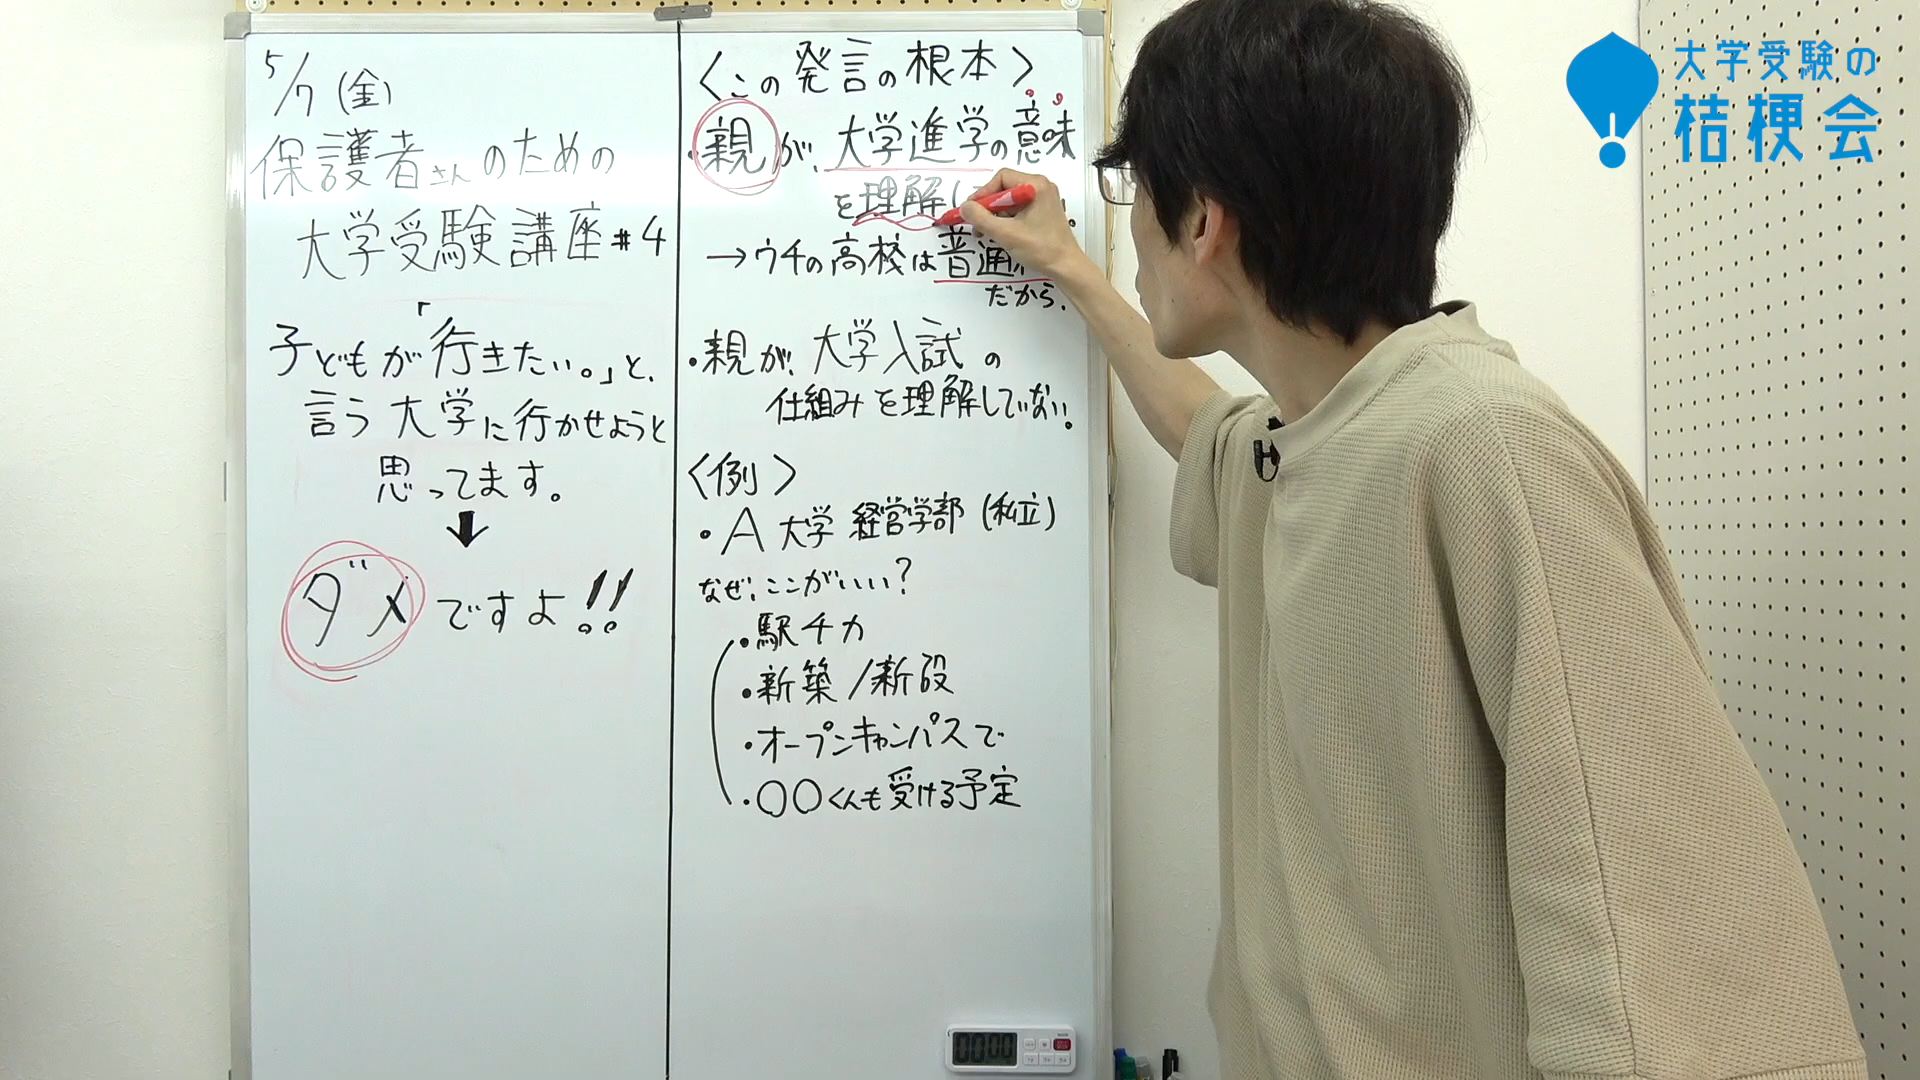 5/7(金)
保護者さんのための
大学受験講座#4
子どもが「行きたい。」と、
言う大学に行かせようと
思ってます。
↓
ダメですよ!!
〈この発言の根本〉
・親が、大学進学の意味
を理解し
→ウチの高校は普通
だから.
・親が、大学入試の
仕組みを理解していない。
〈例〉
・A大学 経営学部(私立)
なぜ、ここがいい?
・駅チカ
・新築/新設
・オープンキャンパスで
・〇〇くんも受ける予定
大学受験の
桔梗会
00:00